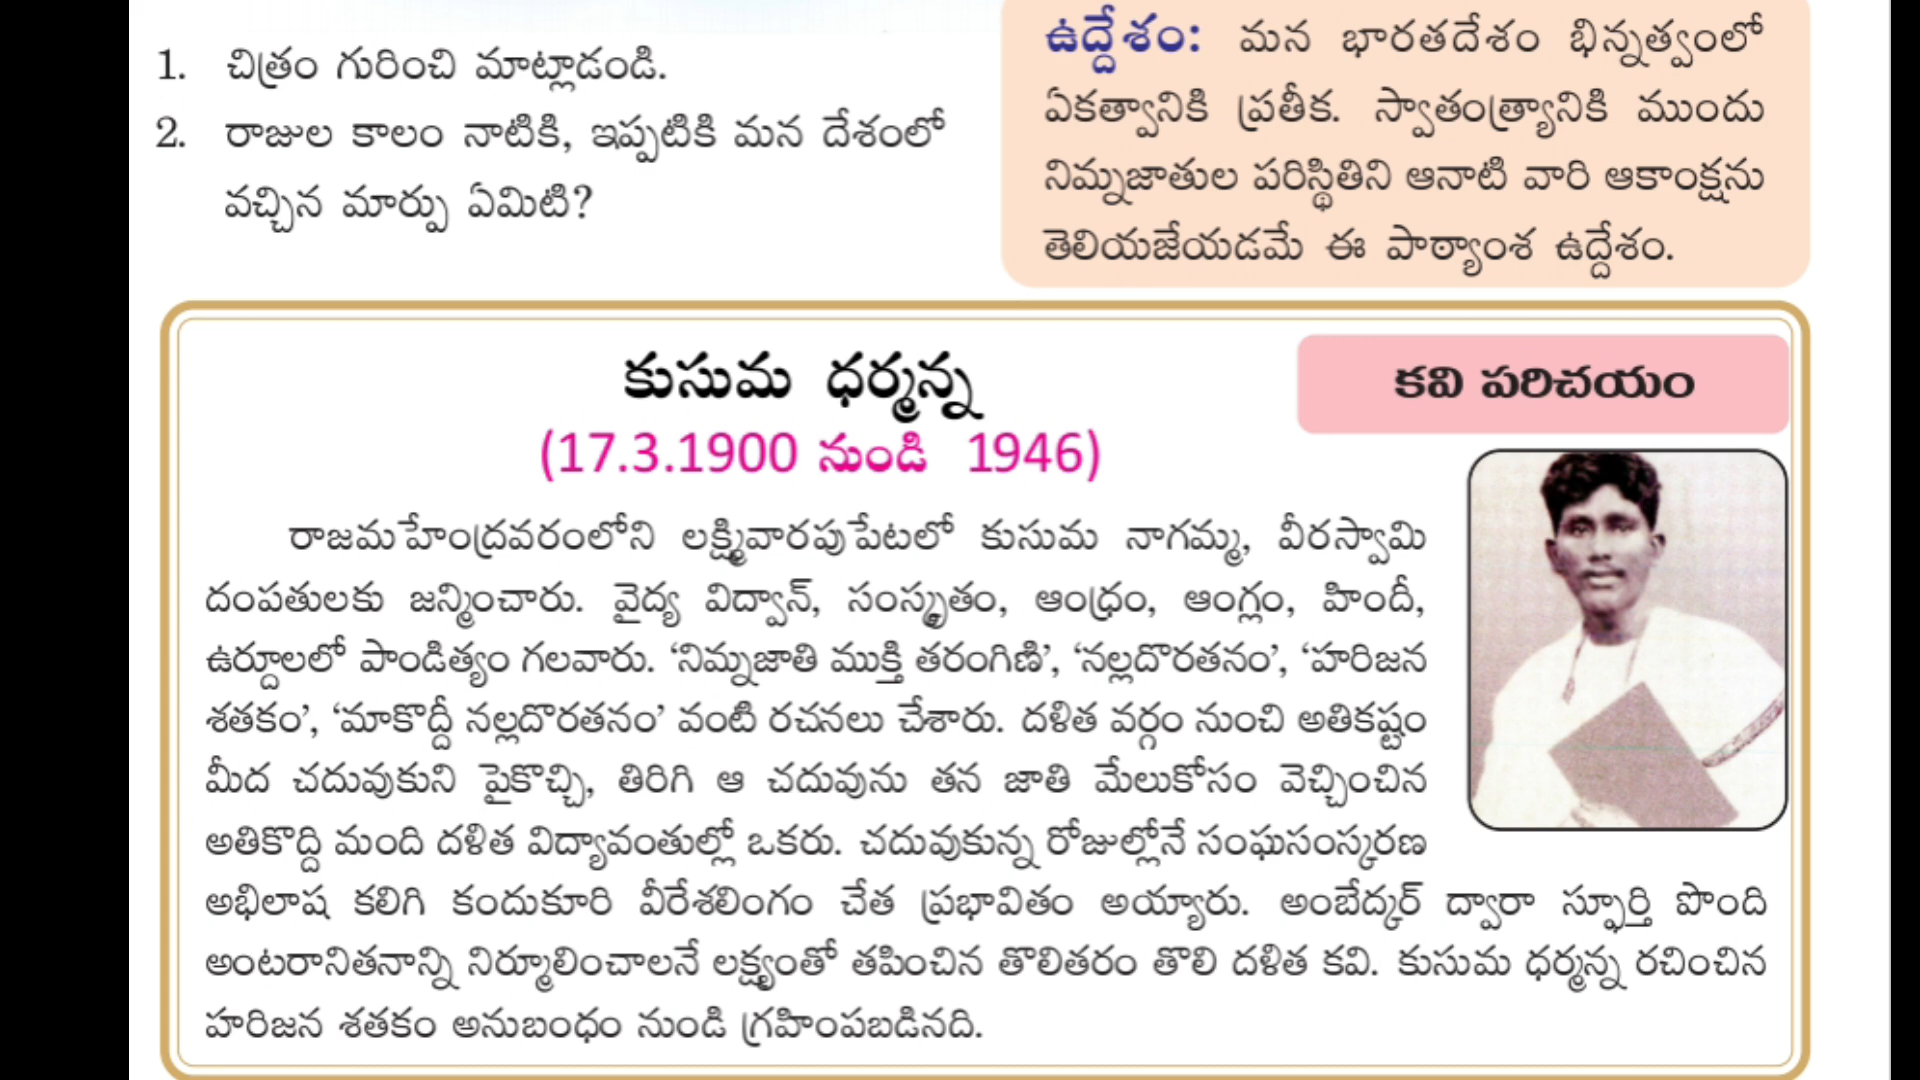 1. చిత్రం గురించి మాట్లాడండి.
2. రాజుల కాలం నాటికి, ఇప్పటికి మన దేశంలో
వచ్చిన మార్పు ఏమిటి?
ఉద్దేశం: మన భారతదేశం భిన్నత్వంలో
ఏకత్వానికి ప్రతీక. స్వాతంత్ర్యానికి ముందు
నిమ్నజాతుల పరిస్థితిని ఆనాటి వారి ఆకాంక్షను
తెలియజేయడమే ఈ పాఠ్యాంశ ఉద్దేశం.
కుసుమ ధర్మన్న
(17.3.1900 నుండి 1946)
కవి పరిచయం
రాజమహేంద్రవరంలోని లక్ష్మివారపుపేటలో కుసుమ నాగమ్మ, వీరస్వామి
దంపతులకు జన్మించారు. వైద్య విద్వాన్, సంస్కృతం, ఆంధ్రం, ఆంగ్లం, హిందీ,
ఉర్దూలలో పాండిత్యం గలవారు. ‘నిమ్నజాతి ముక్తి తరంగిణి’, ‘నల్లదొరతనం’, ‘హరిజన
శతకం’, ‘మాకొద్దీ నల్లదొరతనం’ వంటి రచనలు చేశారు. దళిత వర్గం నుంచి అతికష్టం
మీద చదువుకుని పైకొచ్చి, తిరిగి ఆ చదువును తన జాతి మేలుకోసం వెచ్చించిన
అతికొద్ది మంది దళిత విద్యావంతుల్లో ఒకరు. చదువుకున్న రోజుల్లోనే సంఘసంస్కరణ
అభిలాష కలిగి కందుకూరి వీరేశలింగం చేత ప్రభావితం అయ్యారు. అంబేద్కర్ ద్వారా స్ఫూర్తి పొంది
అంటరానితనాన్ని నిర్మూలించాలనే లక్ష్యంతో తపించిన తొలితరం తొలి దళిత కవి. కుసుమ ధర్మన్న రచించిన
హరిజన శతకం అనుబంధం నుండి గ్రహింపబడినది.